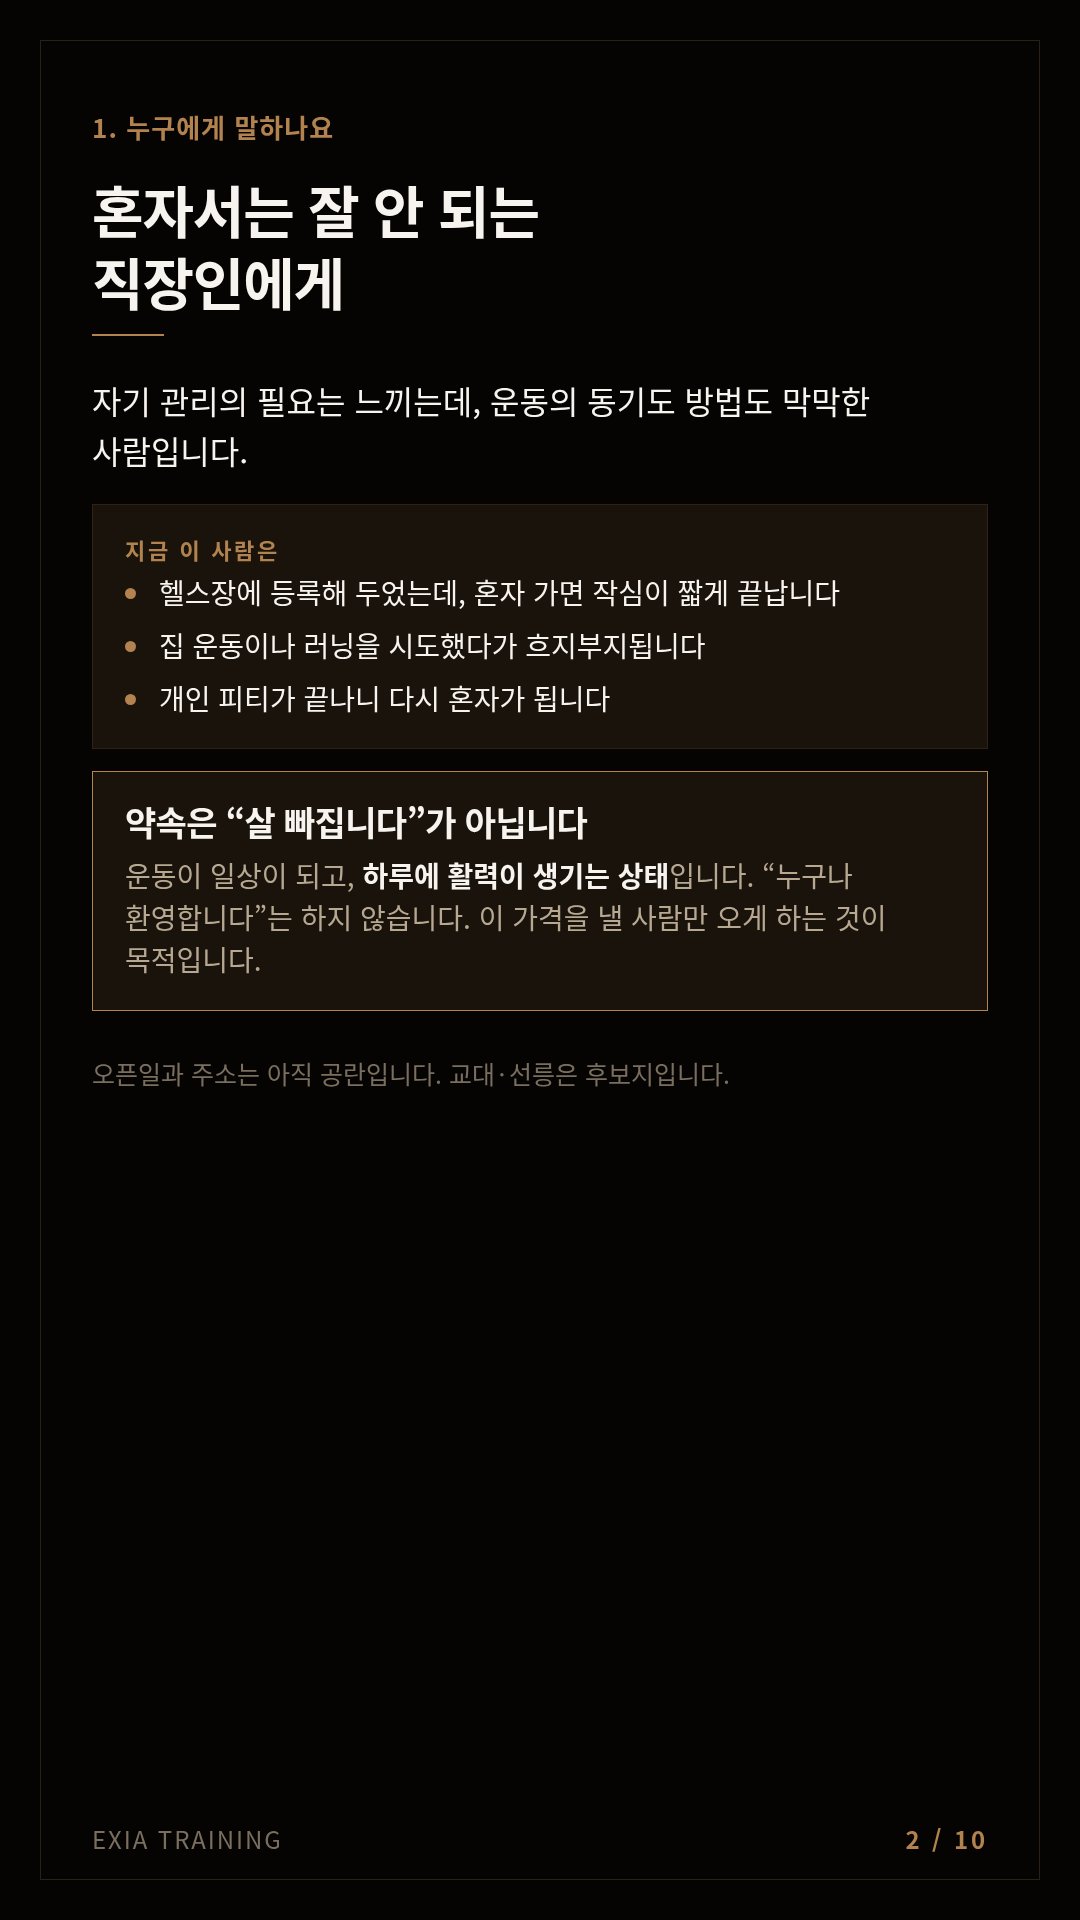 1. 누구에게 말하나요
혼자서는 잘 안 되는
직장인에게
자기 관리의 필요는 느끼는데, 운동의 동기도 방법도 막막한
사람입니다.
지금 이 사람은
헬스장에 등록해 두었는데, 혼자 가면 작심이 짧게 끝납니다
집 운동이나 러닝을 시도했다가 흐지부지됩니다
개인 피티가 끝나니 다시 혼자가 됩니다
약속은 “살 빠집니다”가 아닙니다
운동이 일상이 되고, 하루에 활력이 생기는 상태입니다. “누구나
환영합니다”는 하지 않습니다. 이 가격을 낼 사람만 오게 하는 것이
목적입니다.
오픈일과 주소는 아직 공란입니다. 교대·선릉은 후보지입니다.
EXIA TRAINING
2 / 10